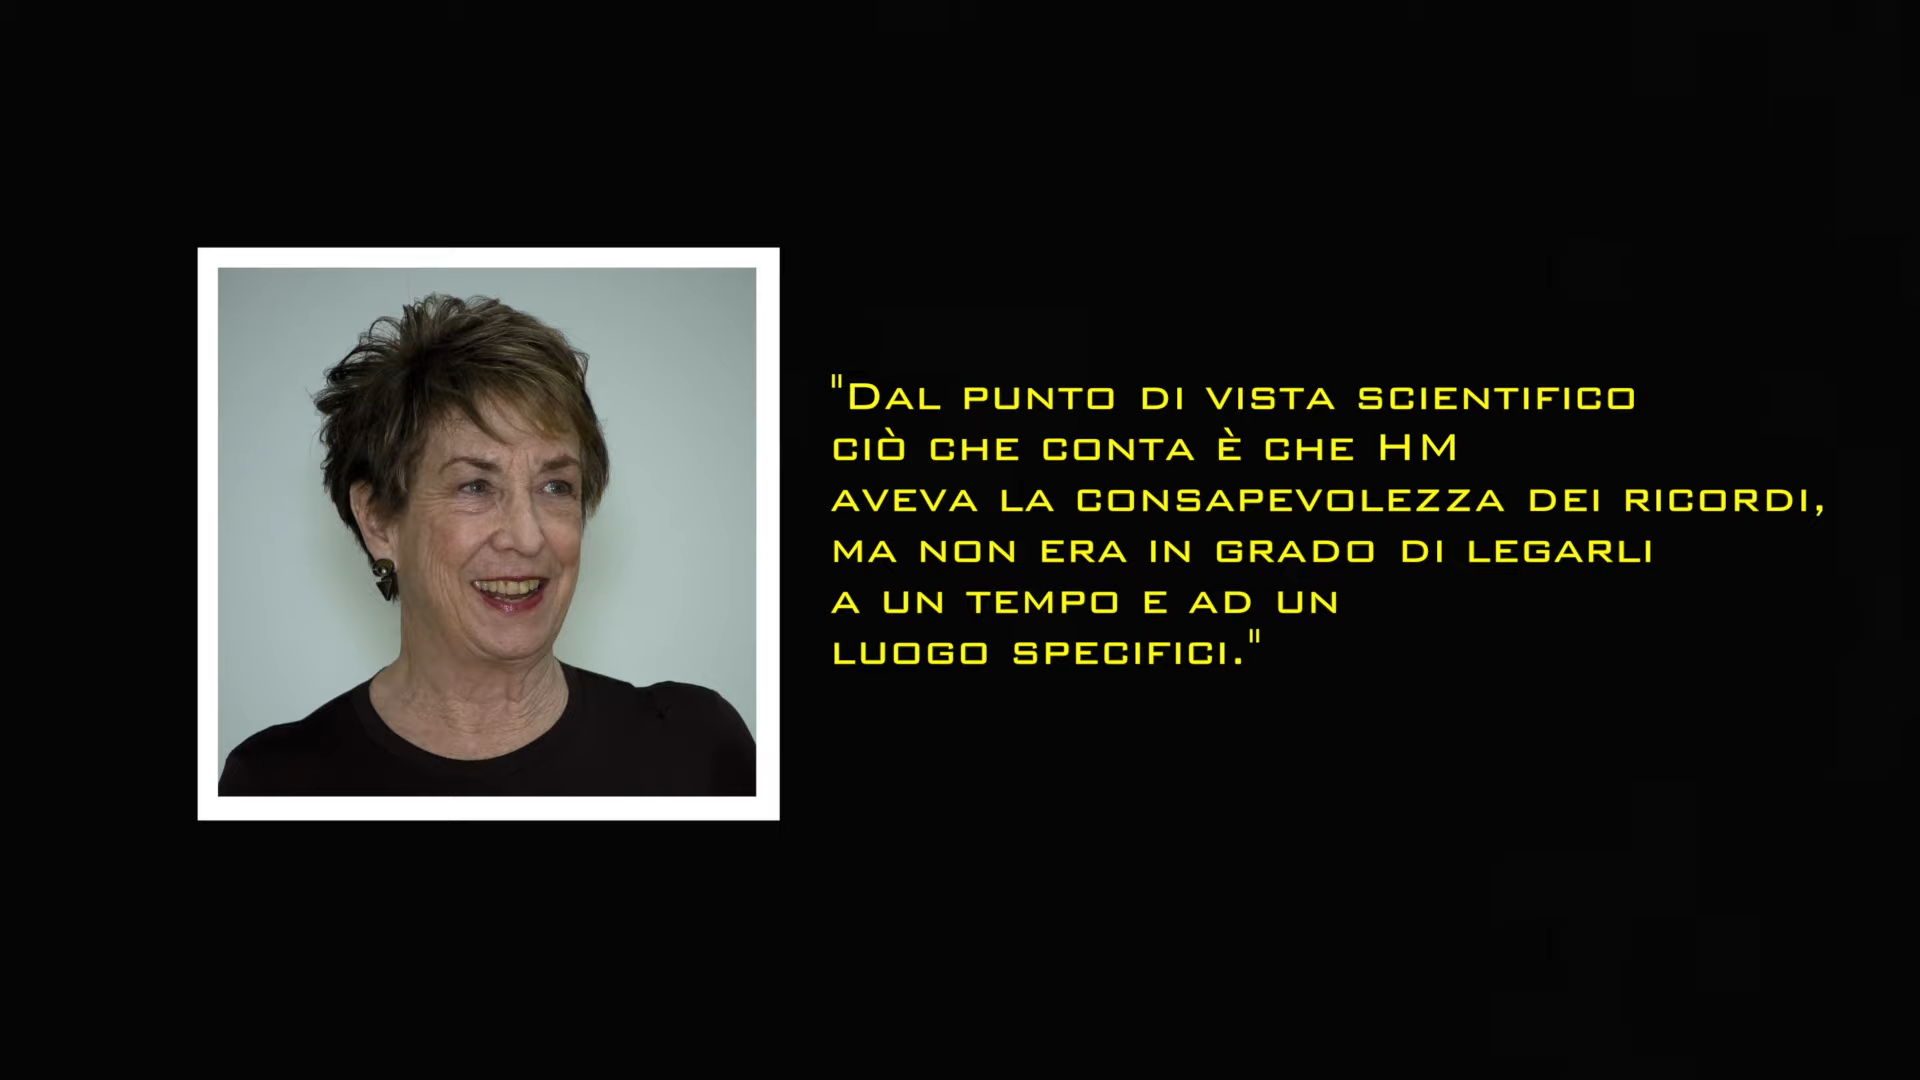 "Dal punto di vista scientifico
ciò che conta è che HM
aveva la consapevolezza dei ricordi,
ma non era in grado di legarli
a un tempo e ad un
luogo specifici."